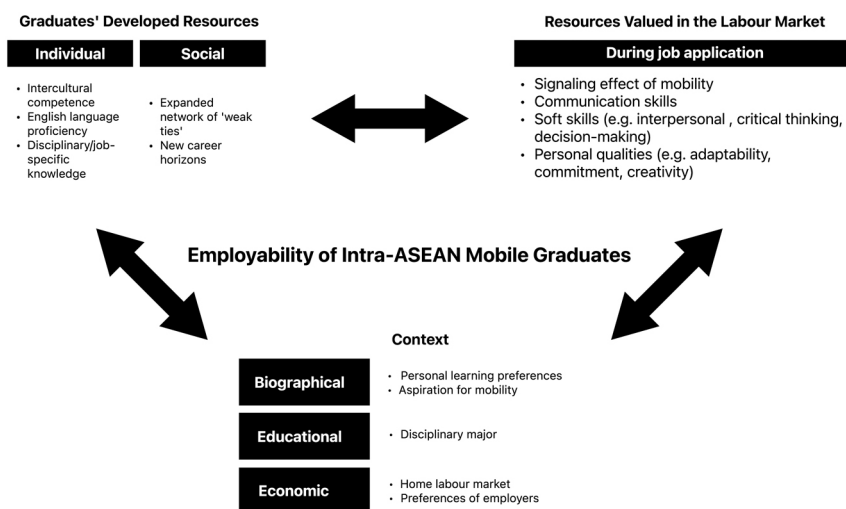 Graduates' Developed Resources
Individual
Social
• Intercultural
competence
• English language
proficiency
• Disciplinary/job-
specific
knowledge
• Expanded
network of 'weak
ties'
• New career
horizons
Resources Valued in the Labour Market
During job application
• Signaling effect of mobility
• Communication skills
• Soft skills (e.g. interpersonal , critical thinking,
decision-making)
• Personal qualities (e.g. adaptability,
commitment, creativity)
Employability of Intra-ASEAN Mobile Graduates
Context
Biographical
• Personal learning preferences
• Aspiration for mobility
Educational
• Disciplinary major
Economic
• Home labour market
• Preferences of employers